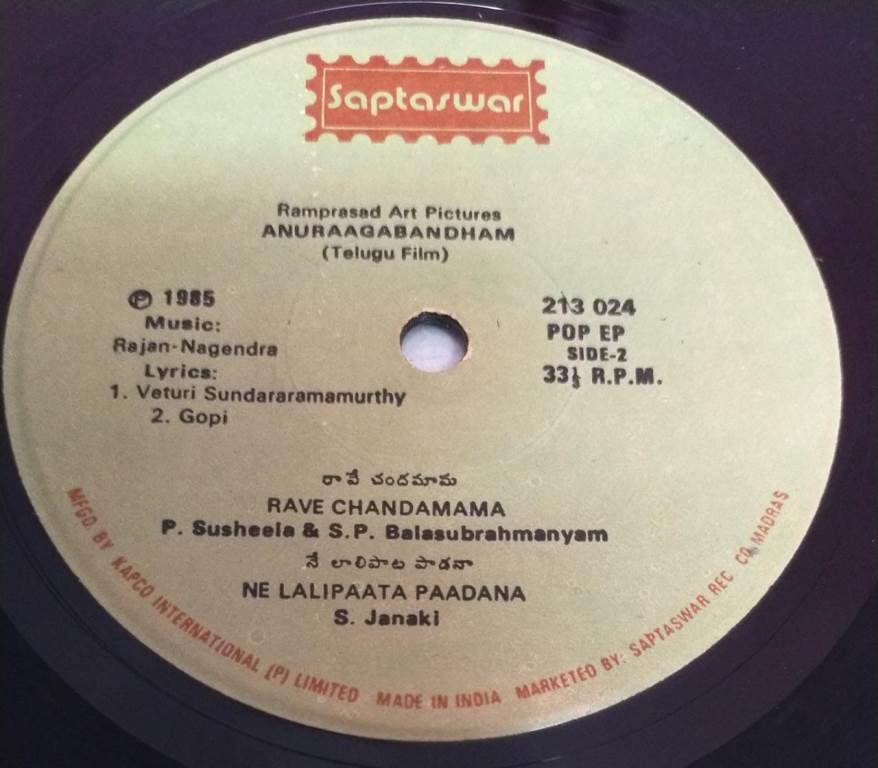 Saptaswar
Ramprasad Art Pictures
ANURAAGABANDHAM
(Telugu Film)
℗ 1985
Music:
Rajan-Nagendra
Lyrics:
1. Veturi Sundararamamurthy
2. Gopi
213 024
POP EP
SIDE-2
33⅓ R.P.M.
రావే చందమామ
RAVE CHANDAMAMA
P. Susheela & S.P. Balasubrahmanyam
నే లాలిపాట పాడనా
NE LALIPAATA PAADANA
S. Janaki
MFGD. BY KAPCO INTERNATIONAL (P) LIMITED MADE IN INDIA MARKETED BY: SAPTASWAR REC. CO. MADRAS